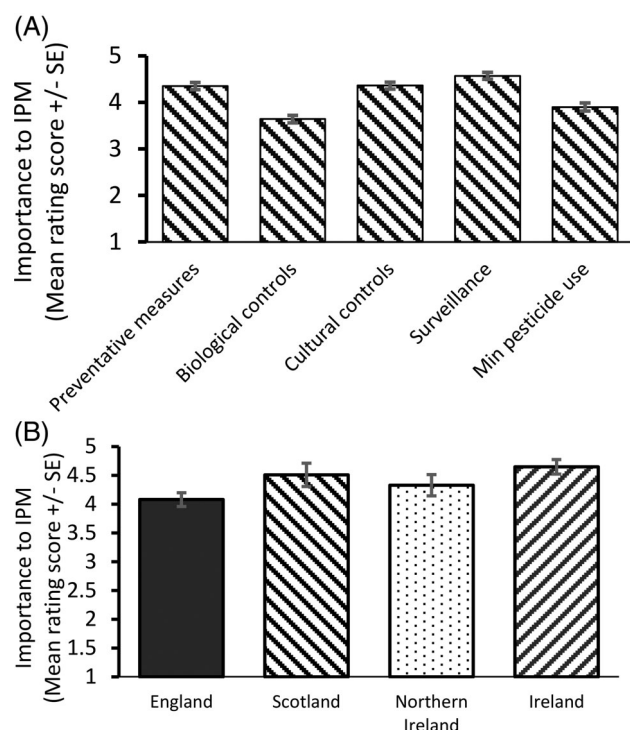 (A)
Importance to IPM
(Mean rating score +/- SE)
5
4
3
2
1
Preventative measures
Biological controls
Cultural controls
Surveillance
Min pesticide use
(B)
Importance to IPM
(Mean rating score +/- SE)
5
4.5
4
3.5
3
2.5
2
1.5
1
England
Scotland
Northern
Ireland
Ireland